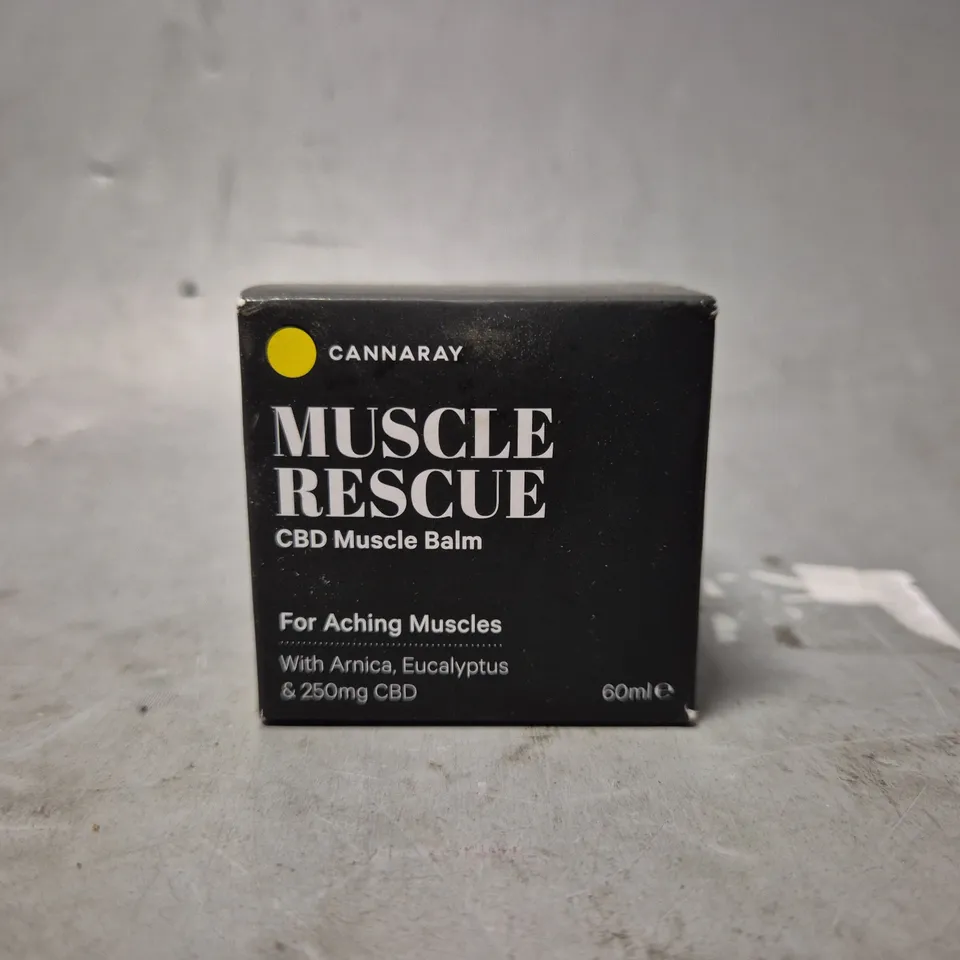 CANNARAY
MUSCLE
RESCUE
CBD Muscle Balm
For Aching Muscles
With Arnica, Eucalyptus
& 250mg CBD
60ml ℮